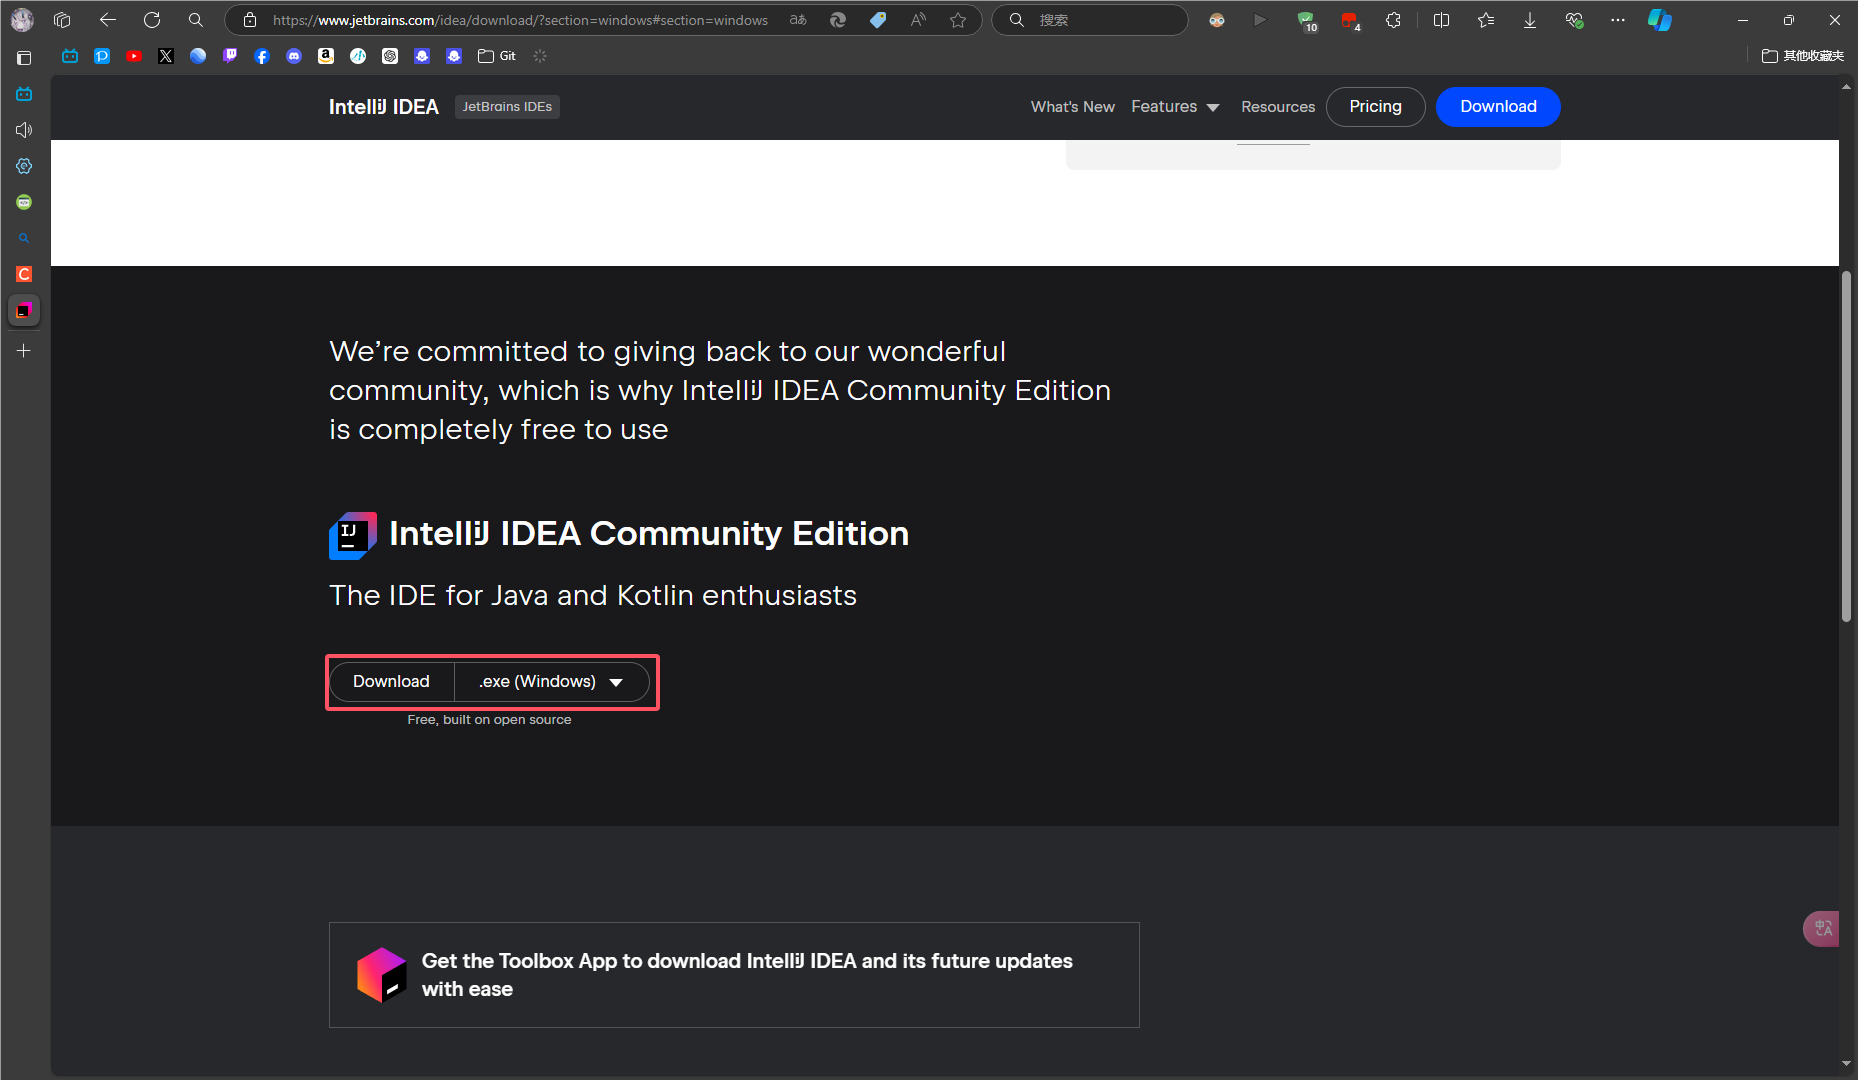 https://www.jetbrains.com/idea/download/?section=windows#section=windows
aあ
搜索
10
4
Git
其他收藏夹
IntelliJ IDEA
JetBrains IDEs
What's New
Features
Resources
Pricing
Download
We're committed to giving back to our wonderful
community, which is why IntelliJ IDEA Community Edition
is completely free to use
IJ
IntelliJ IDEA Community Edition
The IDE for Java and Kotlin enthusiasts
Download
.exe (Windows)
Free, built on open source
Get the Toolbox App to download IntelliJ IDEA and its future updates
with ease